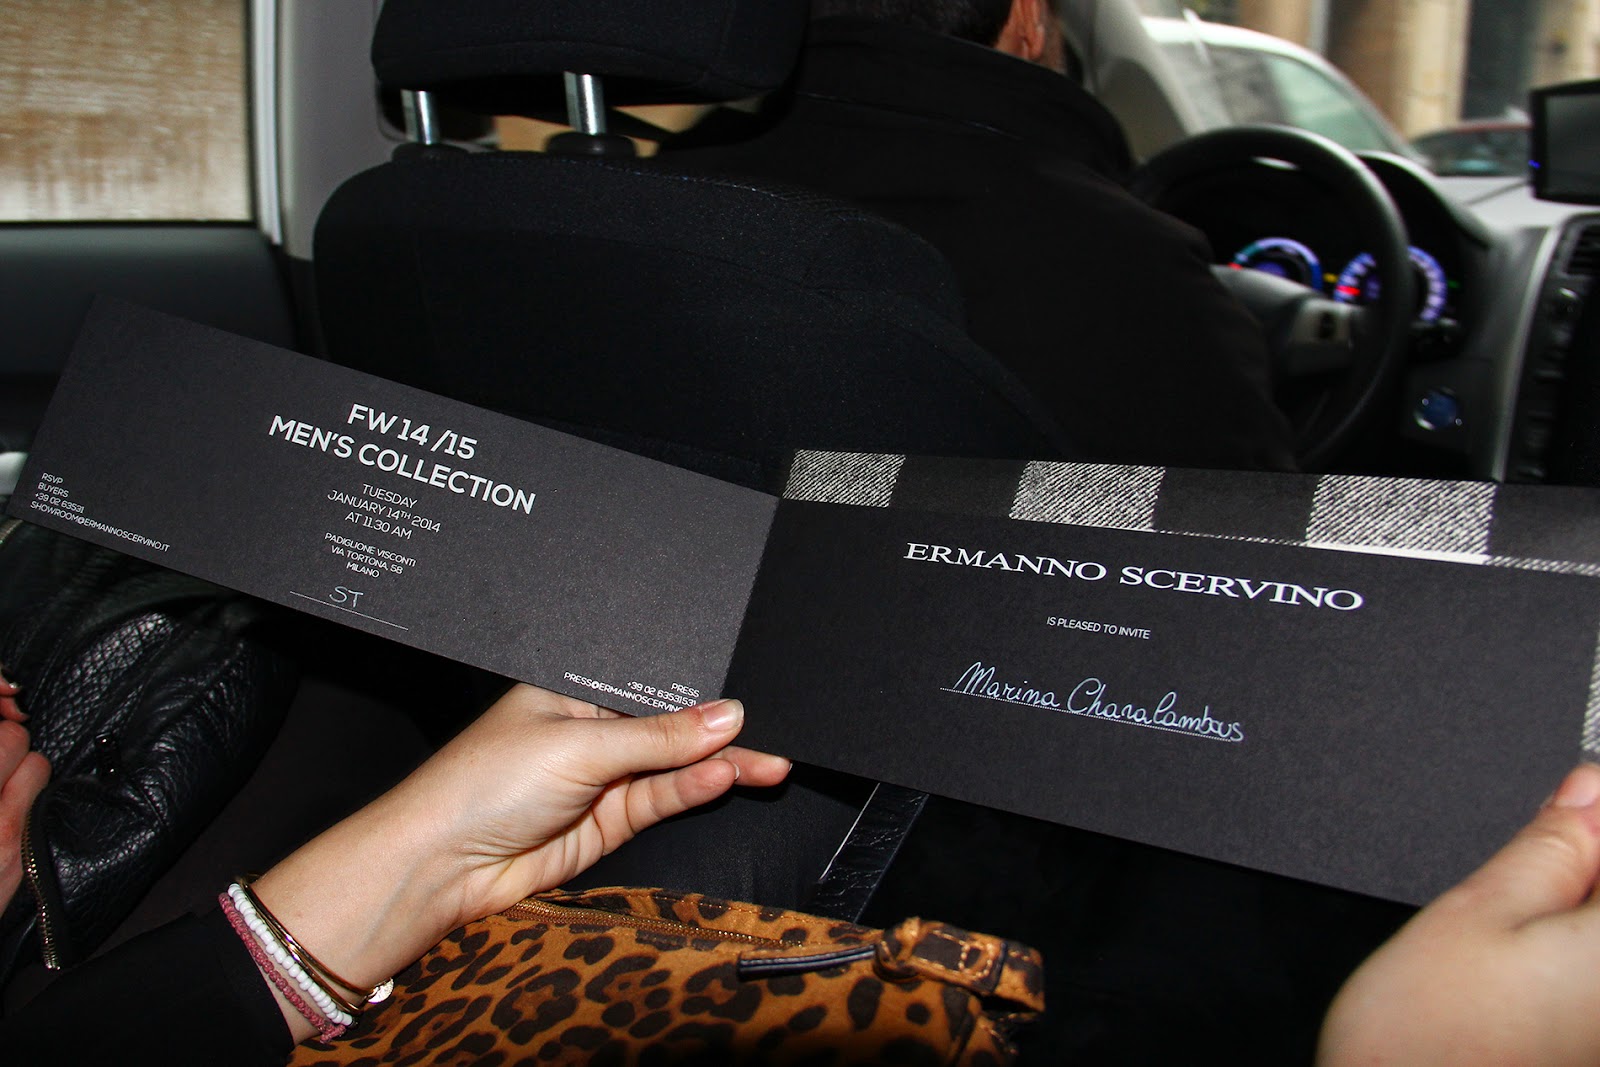 FW 14 /15
MEN'S COLLECTION
TUESDAY
JANUARY 14TH 2014
AT 11.30 AM
PADIGLIONE VISCONTI
VIA TORTONA, 58
MILANO
ST
RSVP
BUYERS
+39 02 63531
SHOWROOM@ERMANNOSCERVINO.IT
PRESS
+39 02 63531531
PRESS@ERMANNOSCERVINO
ERMANNO SCERVINO
IS PLEASED TO INVITE
Marina Charalambous